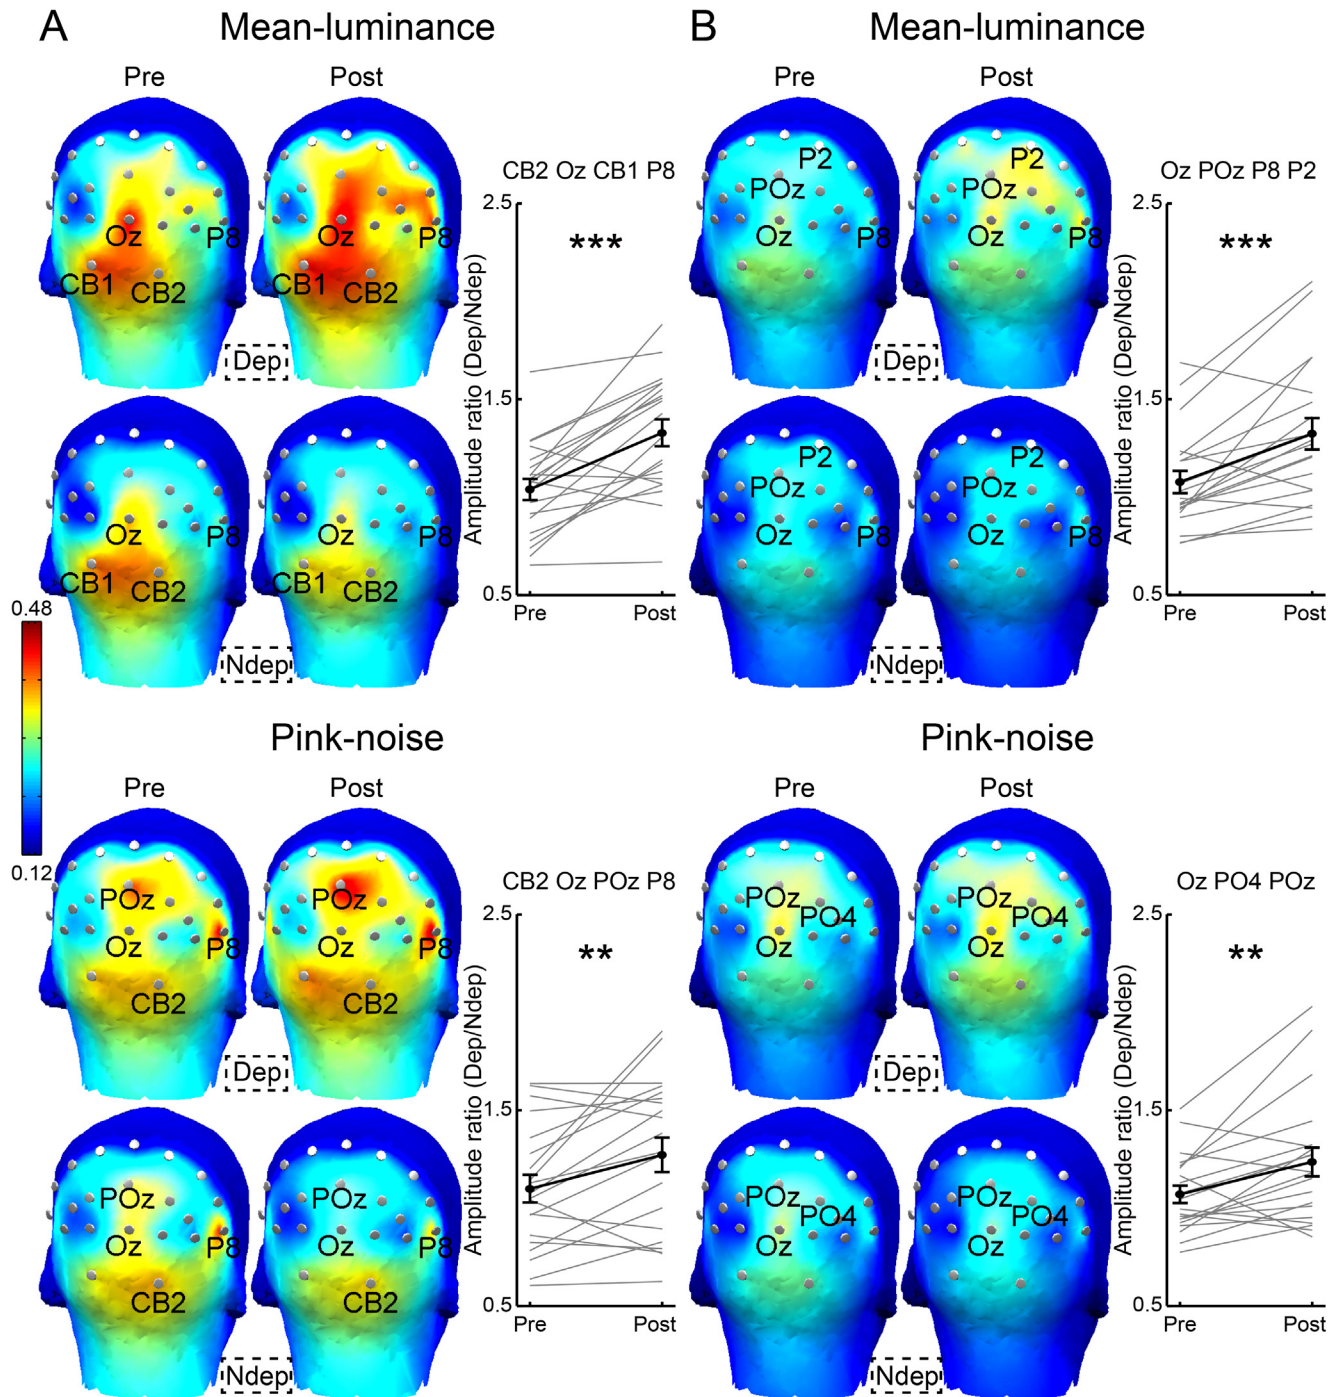 A
Mean-luminance
Pre
Post
Oz
P8
CB1
CB2
Oz
P8
CB1
CB2
Dep
Oz
P8
CB1
CB2
Oz
P8
CB1
CB2
Ndep
CB2 Oz CB1 P8
2.5
***
Amplitude ratio (Dep/Ndep)
1.5
0.5
Pre
Post
0.48
0.12
Pink-noise
Pre
Post
POz
Oz
P8
CB2
POz
Oz
P8
CB2
Dep
POz
Oz
P8
CB2
POz
Oz
P8
CB2
Ndep
CB2 Oz POz P8
2.5
**
Amplitude ratio (Dep/Ndep)
1.5
0.5
Pre
Post
B
Mean-luminance
Pre
Post
P2
POz
Oz
P8
P2
POz
Oz
P8
Dep
P2
POz
Oz
P8
P2
POz
Oz
P8
Ndep
Oz POz P8 P2
2.5
***
Amplitude ratio (Dep/Ndep)
1.5
0.5
Pre
Post
Pink-noise
Pre
Post
POz
PO4
Oz
POz
PO4
Oz
Dep
POz
PO4
Oz
POz
PO4
Oz
Ndep
Oz PO4 POz
2.5
**
Amplitude ratio (Dep/Ndep)
1.5
0.5
Pre
Post